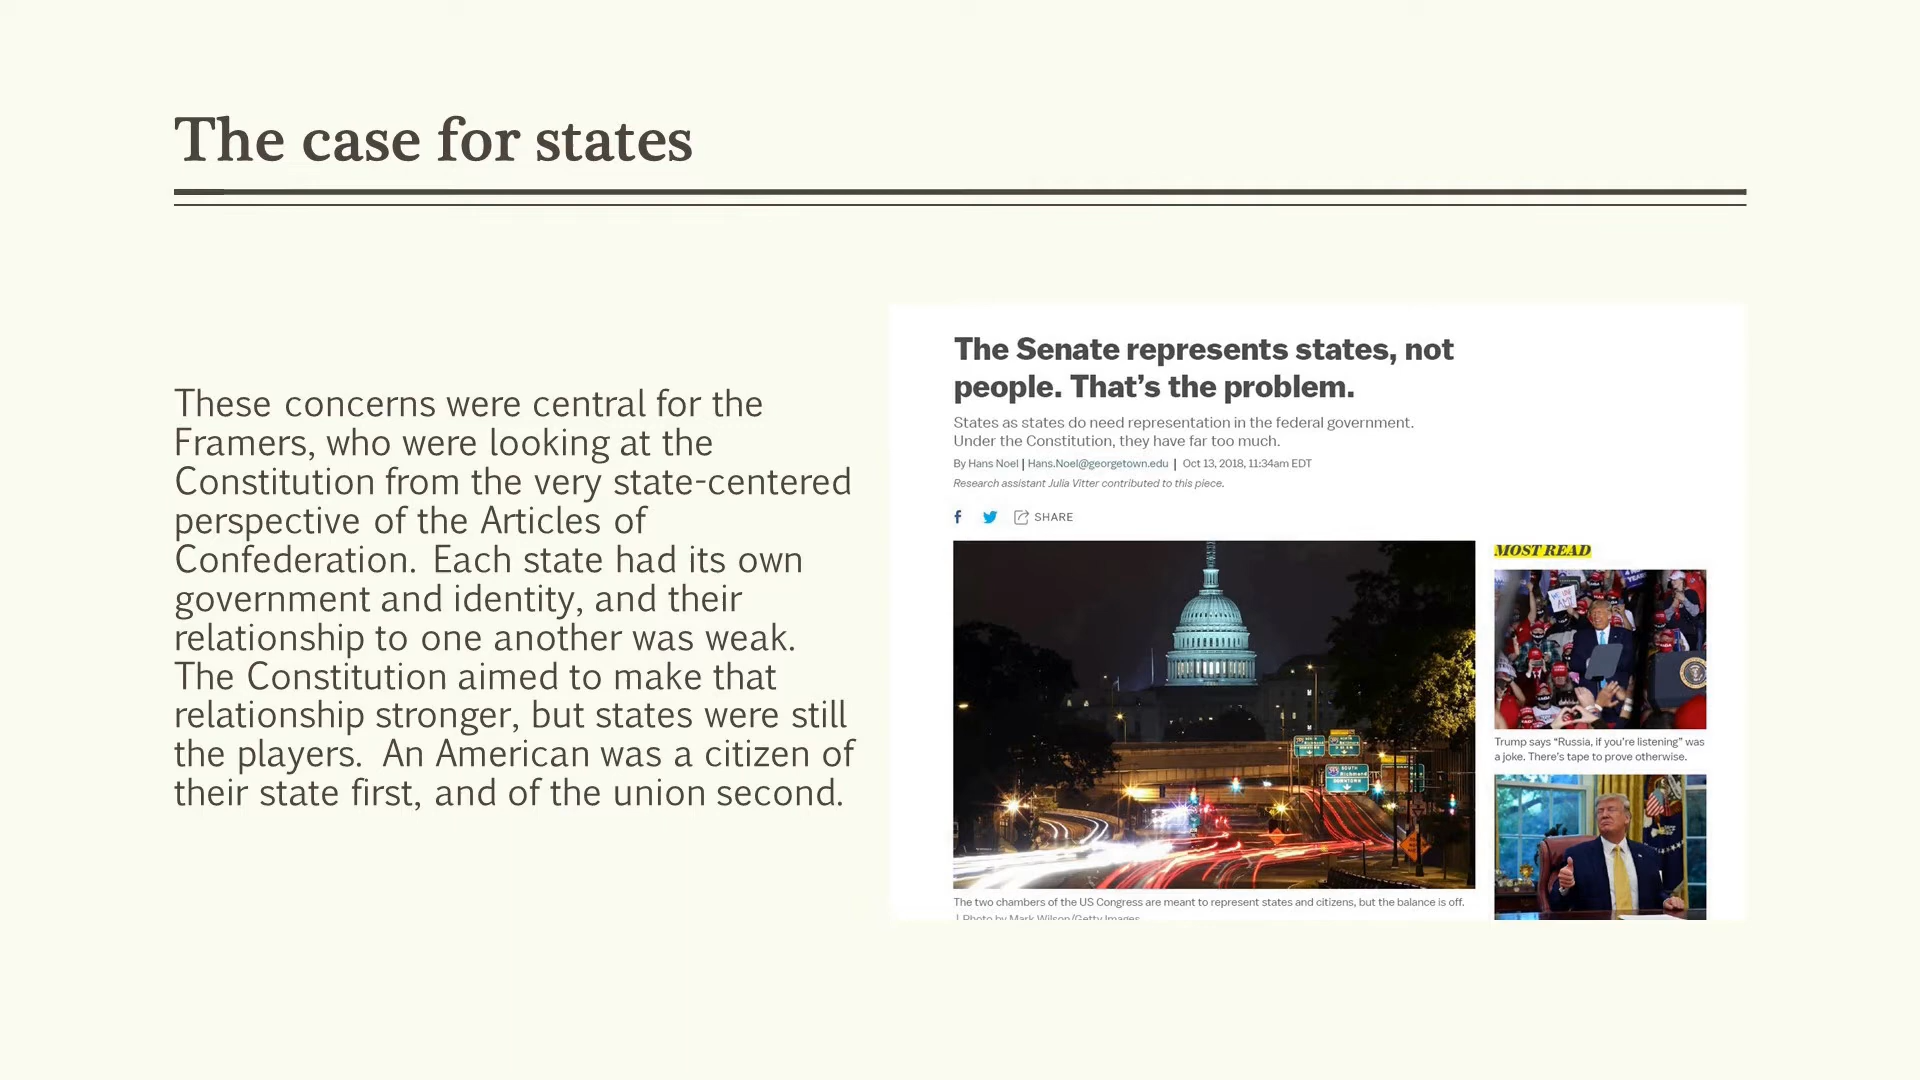 The case for states
These concerns were central for the
Framers, who were looking at the
Constitution from the very state-centered
perspective of the Articles of
Confederation. Each state had its own
government and identity, and their
relationship to one another was weak.
The Constitution aimed to make that
relationship stronger, but states were still
the players. An American was a citizen of
their state first, and of the union second.
The Senate represents states, not
people. That's the problem.
States as states do need representation in the federal government.
Under the Constitution, they have far too much.
By Hans Noel | Hans.Noel@georgetown.edu | Oct 13, 2018, 11:34am EDT
Research assistant Julia Vitter contributed to this piece.
f SHARE
SOUTH
Richmond
The two chambers of the US Congress are meant to represent states and citizens, but the balance is off.
| Photo by Mark Wilson/Getty Images
MOST READ
Trump says “Russia, if you’re listening” was
a joke. There’s tape to prove otherwise.